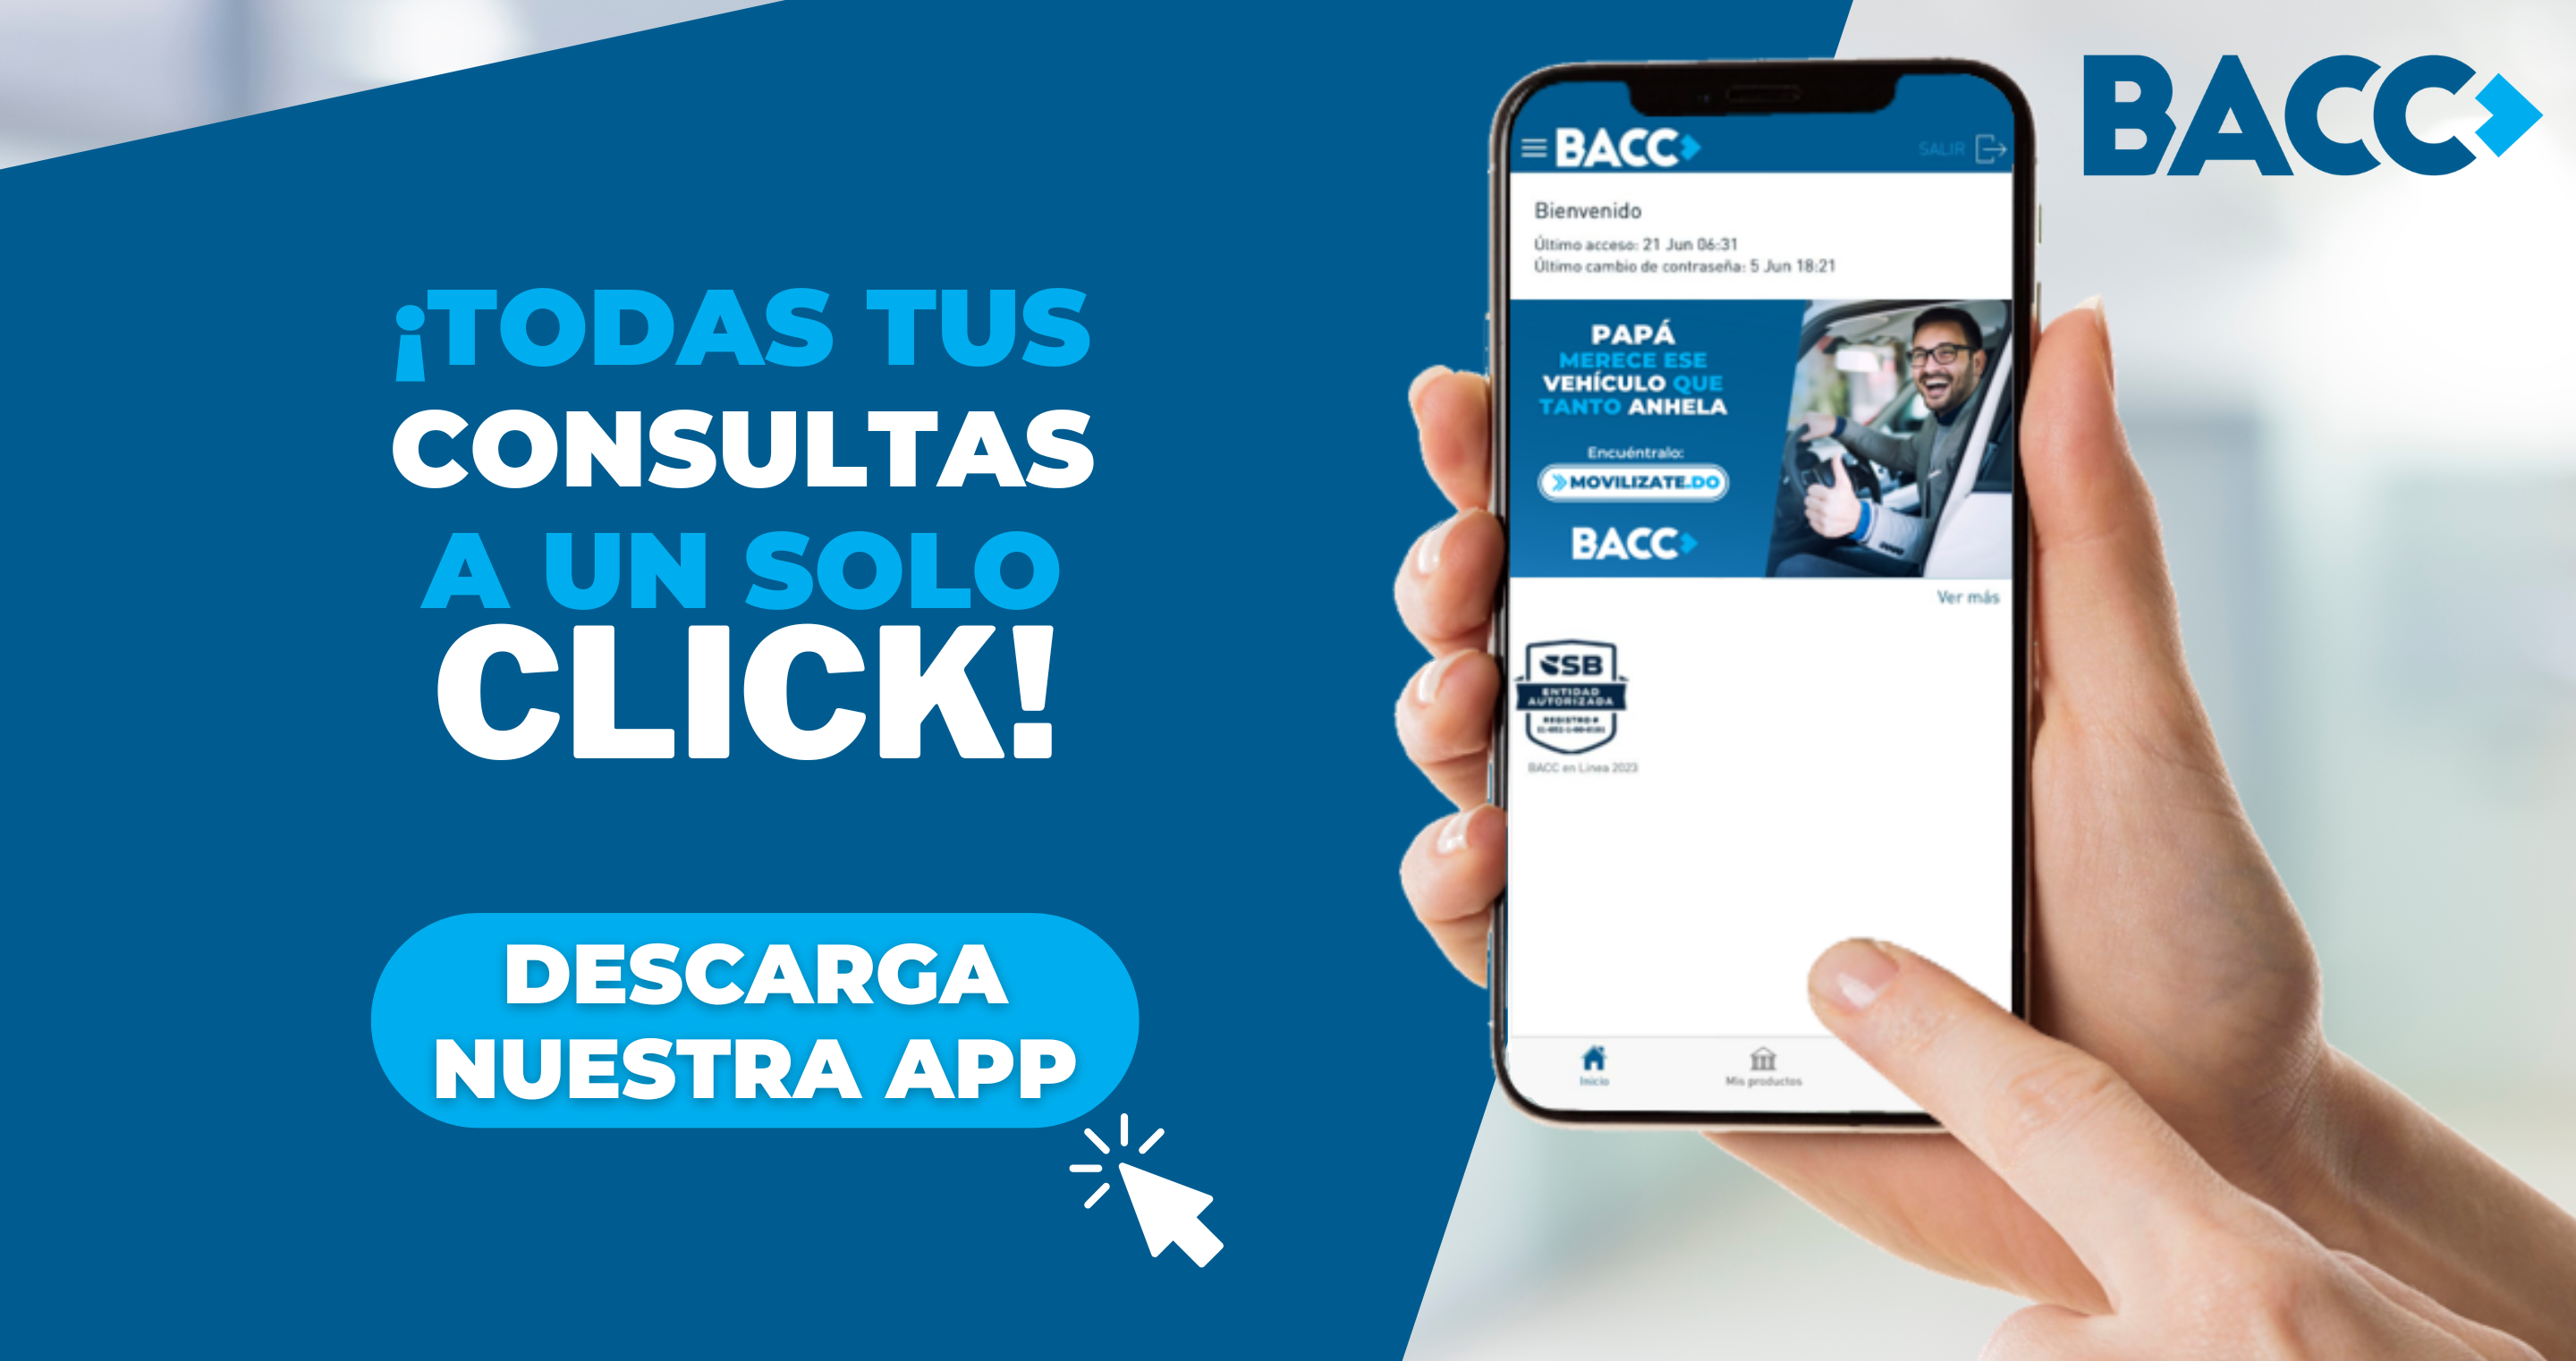 ¡TODAS TUS
CONSULTAS
A UN SOLO
CLICK!
DESCARGA
NUESTRA APP
BACC
BACC
SALIR
Bienvenido
Último acceso: 21 Jun 06:31
Último cambio de contraseña: 5 Jun 18:21
PAPÁ
MERECE ESE
VEHÍCULO QUE
TANTO ANHELA
Encuéntralo:
MOVILIZATE.DO
BACC
Ver más
SB
ENTIDAD
AUTORIZADA
REGISTRO #
BACC en Línea 2023
Inicio
Mis productos